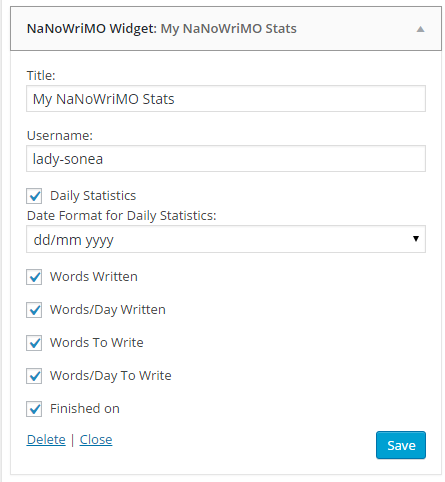 NaNoWriMO Widget: My NaNoWriMO Stats
Title:
My NaNoWriMO Stats
Username:
lady-sonea
Daily Statistics
Date Format for Daily Statistics:
dd/mm yyyy
Words Written
Words/Day Written
Words To Write
Words/Day To Write
Finished on
Delete | Close
Save